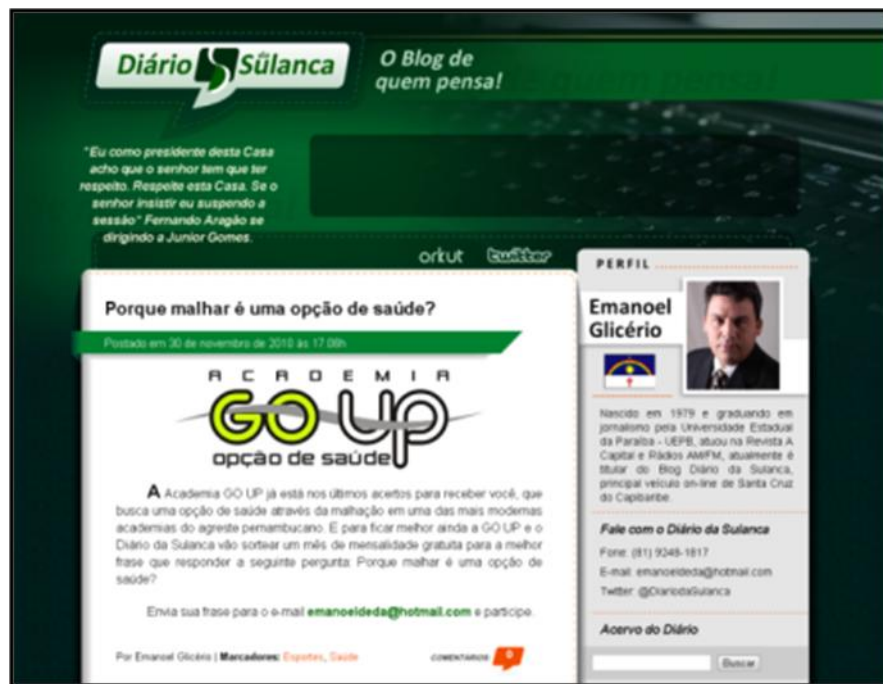 Diário da Sulanca
O Blog de
quem pensa!
"Eu como presidente desta Casa
acho que o senhor tem que ter
respeito. Respeite esta Casa. Se o
senhor insistir eu suspendo a
sessão" Fernando Aragão se
dirigindo a Junior Gomes.
orkut twitter
Porque malhar é uma opção de saúde?
Postado em 30 de novembro de 2010 às 17:08h
ACADEMIA
GO UP
opção de saúde
A Academia GO UP já está nos últimos acertos para receber você, que
busca uma opção de saúde através da malhação em uma das mais modernas
academias do agreste pernambucano. E para ficar melhor ainda a GO UP e o
Diário da Sulanca vão sortear um mês de mensalidade gratuita para a melhor
frase que responder a seguinte pergunta: Porque malhar é uma opção de
saúde?
Envia sua frase para o e-mail emanoeldeda@hotmail.com e participe.
Por Emanoel Glicério | Marcadores: Esportes, Saúde
COMENTÁRIOS 0
PERFIL
Emanoel
Glicério
Nascido em 1979 e graduando em
jornalismo pela Universidade Estadual
da Paraíba - UEPB, atuou na Revista A
Capital e Rádios AM/FM, atualmente é
titular do Blog Diário da Sulanca,
principal veículo on-line de Santa Cruz
do Capibaribe.
Fale com o Diário da Sulanca
Fone: (81) 9248-1817
E-mail: emanoeldeda@hotmail.com
Twitter: @DiariodaSulanca
Acervo do Diário
Buscar